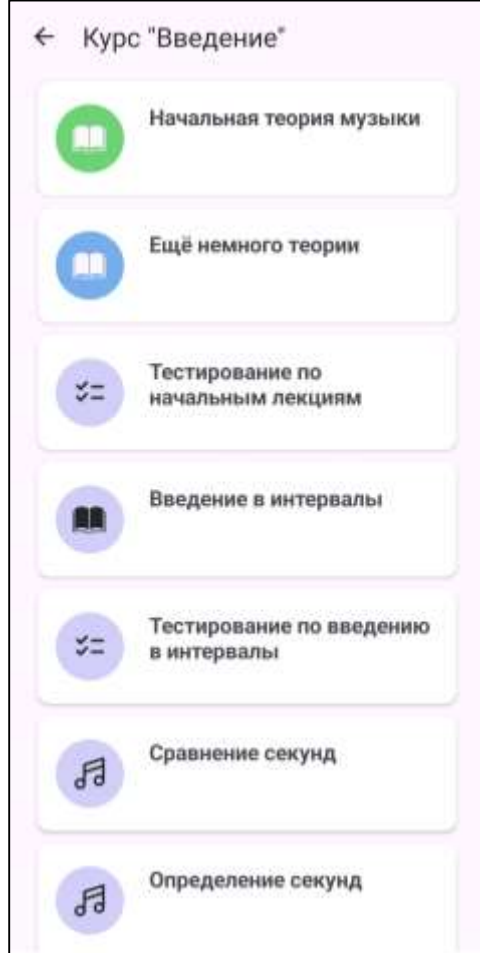 Курс "Введение"
Начальная теория музыки
Ещё немного теории
Тестирование по
начальным лекциям
Введение в интервалы
Тестирование по введению
в интервалы
Сравнение секунд
Определение секунд